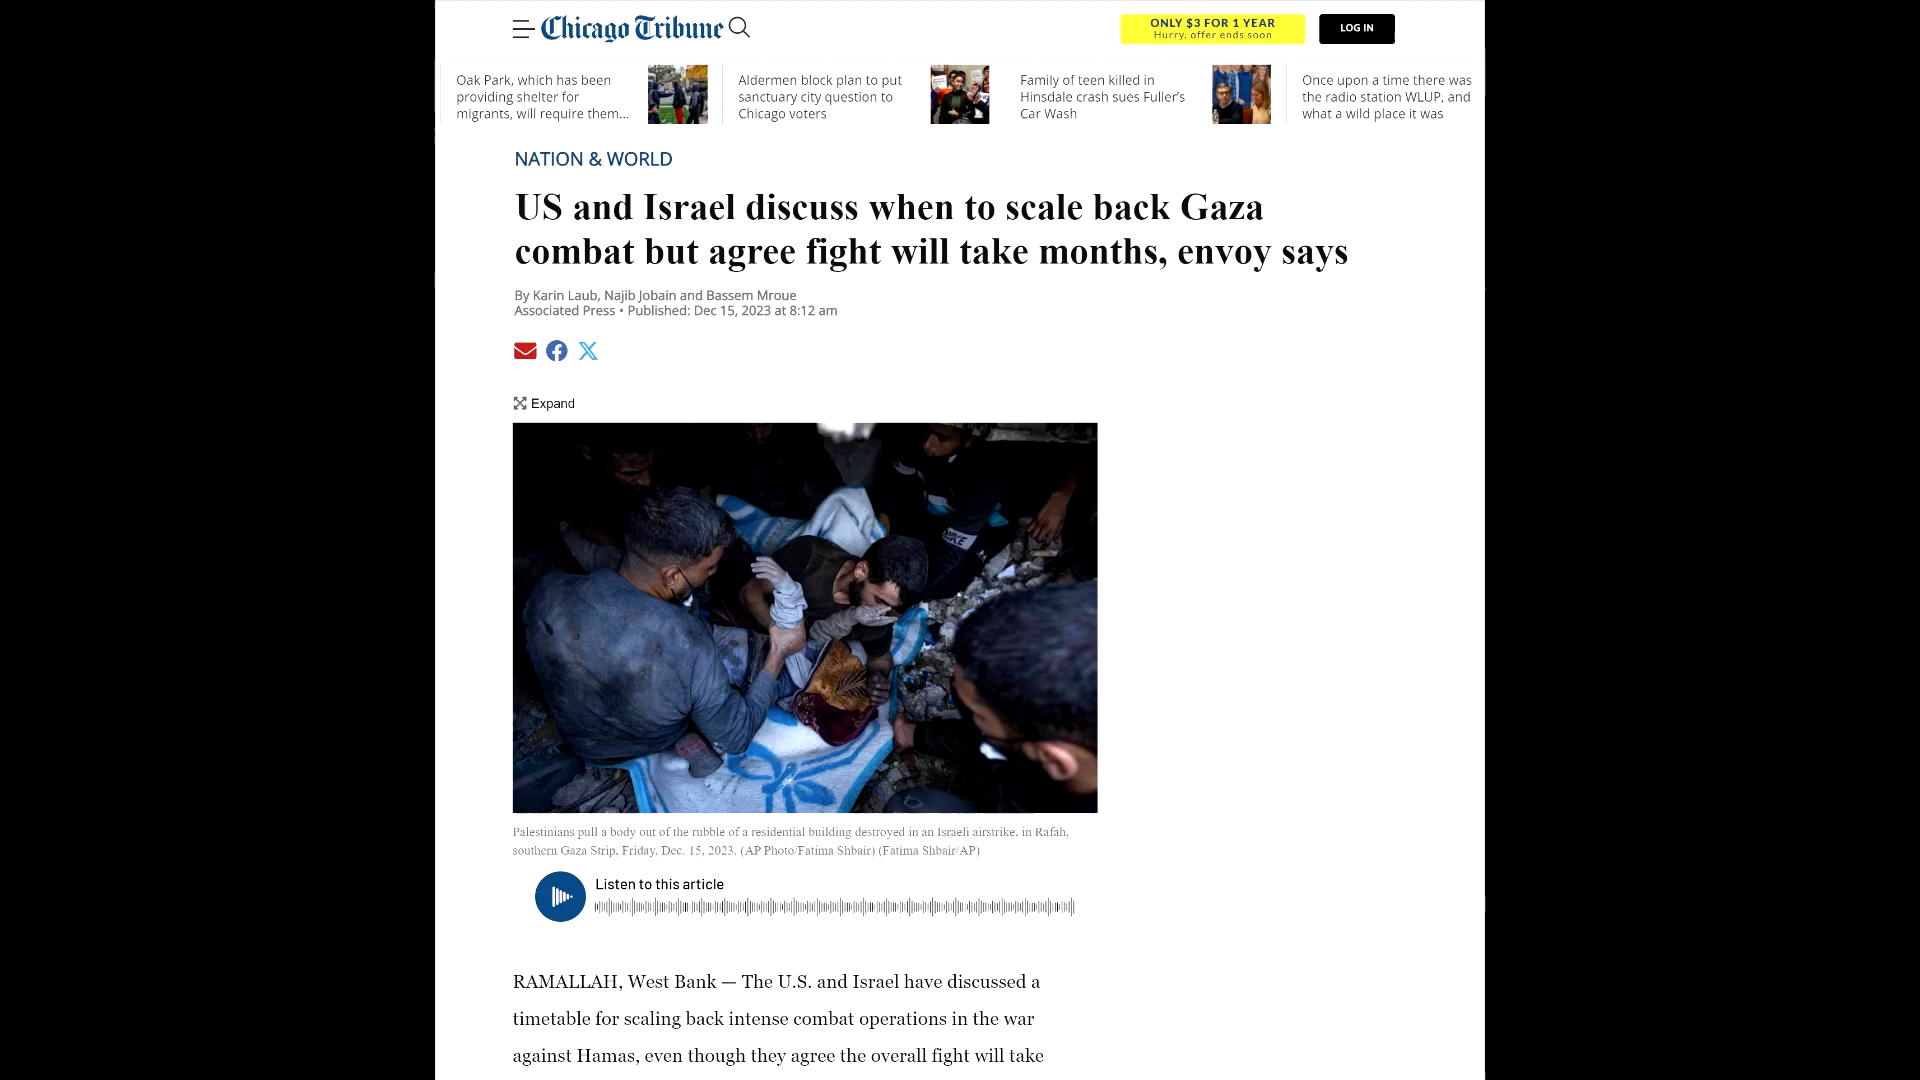 Chicago Tribune
ONLY $3 FOR 1 YEAR
Hurry, offer ends soon
LOG IN
Oak Park, which has been
providing shelter for
migrants, will require them...
Aldermen block plan to put
sanctuary city question to
Chicago voters
Family of teen killed in
Hinsdale crash sues Fuller’s
Car Wash
Once upon a time there was
the radio station WLUP, and
what a wild place it was
NATION & WORLD
US and Israel discuss when to scale back Gaza
combat but agree fight will take months, envoy says
By Karin Laub, Najib Jobain and Bassem Mroue
Associated Press • Published: Dec 15, 2023 at 8:12 am
Expand
Palestinians pull a body out of the rubble of a residential building destroyed in an Israeli airstrike, in Rafah,
southern Gaza Strip, Friday, Dec. 15, 2023. (AP Photo/Fatima Shbair) (Fatima Shbair/AP)
Listen to this article
RAMALLAH, West Bank — The U.S. and Israel have discussed a
timetable for scaling back intense combat operations in the war
against Hamas, even though they agree the overall fight will take